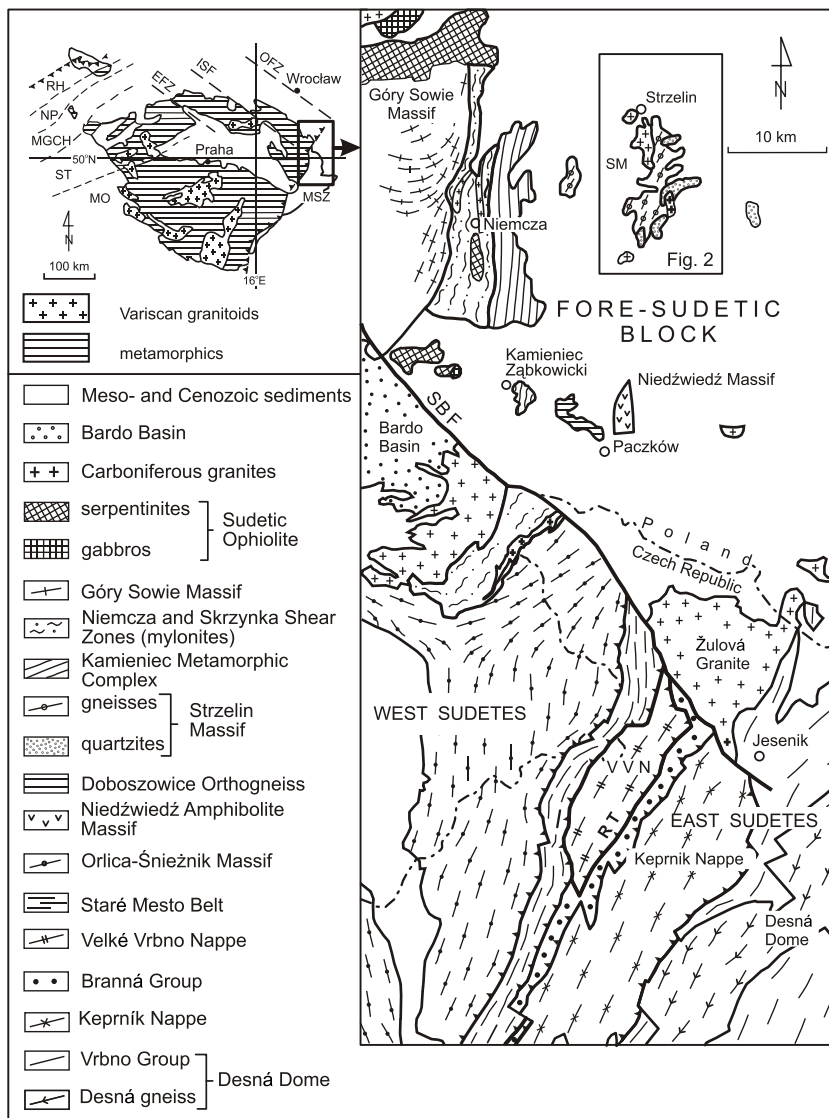 RH
NP
MGCH
50°N
ST
MO
EFZ
ISF
OFZ
Wrocław
Praha
MSZ
N
100 km
16°E
Variscan granitoids
metamorphics
Meso- and Cenozoic sediments
Bardo Basin
Carboniferous granites
serpentinites
gabbros
Sudetic
Ophiolite
Góry Sowie Massif
Niemcza and Skrzynka Shear
Zones (mylonites)
Kamieniec Metamorphic
Complex
gneisses
quartzites
Strzelin
Massif
Doboszowice Orthogneiss
Niedźwiedź Amphibolite
Massif
Orlica-Śnieżnik Massif
Staré Mesto Belt
Velké Vrbno Nappe
Branná Group
Keprník Nappe
Vrbno Group
Desná gneiss
Desná Dome
Góry Sowie
Massif
Niemcza
Strzelin
SM
Fig. 2
N
10 km
FORE-SUDETIC
BLOCK
Kamieniec
Ząbkowicki
Niedźwiedź Massif
Paczków
SBF
Bardo
Basin
Poland
Czech Republic
Žulová
Granite
Jesenik
WEST SUDETES
VVN
RT
EAST SUDETES
Keprnik Nappe
Desná
Dome